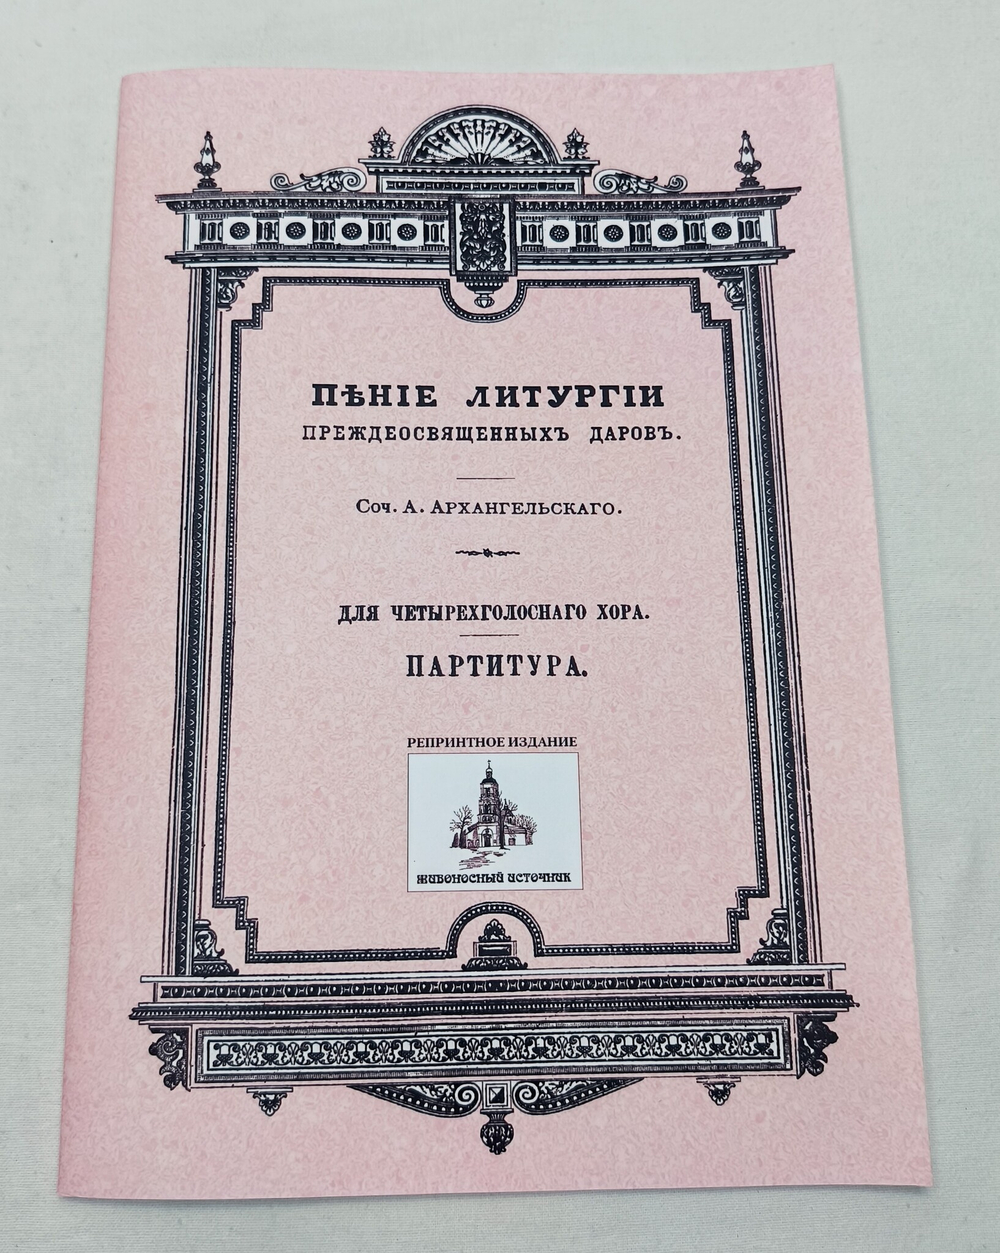 ПѢНІЕ ЛИТУРГІИ
ПРЕЖДЕОСВЯЩЕННЫХЪ ДАРОВЪ.
Соч. А. Архангельскаго.
ДЛЯ ЧЕТЫРЕХГОЛОСНАГО ХОРА.
ПАРТИТУРА.
РЕПРИНТНОЕ ИЗДАНИЕ
ЖИВОНОСНЫЙ ИСТОЧНИК